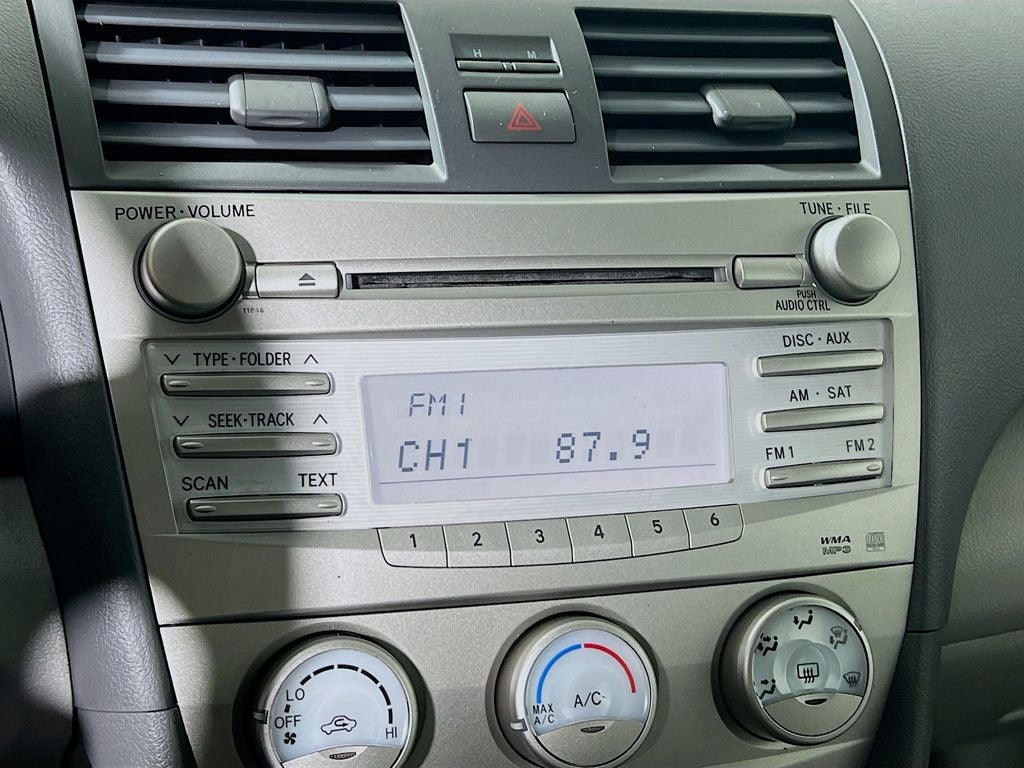 H M
POWER·VOLUME
TUNE · FILE
11846
PUSH
AUDIO CTRL
∨ TYPE·FOLDER ∧
DISC · AUX
FM1
∨ SEEK·TRACK ∧
AM · SAT
CH1 87.9
FM1 FM2
SCAN TEXT
1 2 3 4 5 6
WMA
MP3
LO
OFF
HI
MAX
A/C
A/C